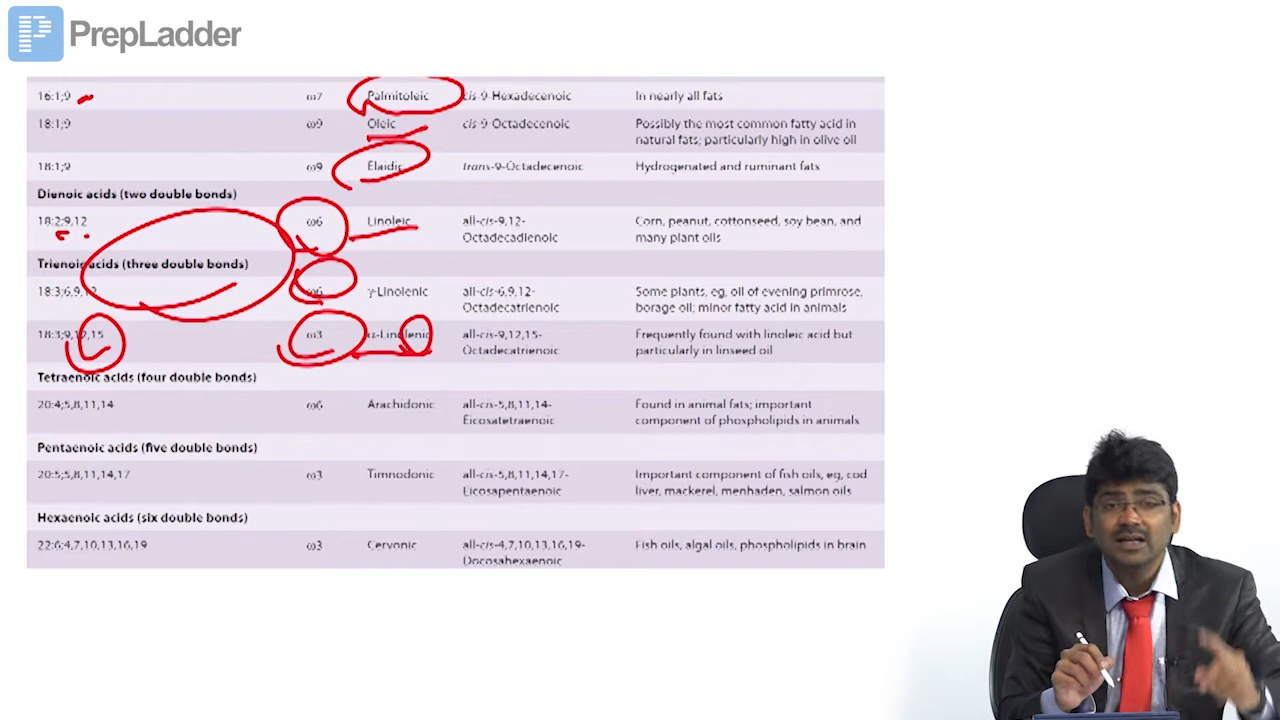 PrepLadder
16:1;9 ω7 Palmitoleic cis-9-Hexadecenoic In nearly all fats
18:1;9 ω9 Oleic cis-9-Octadecenoic Possibly the most common fatty acid in
natural fats; particularly high in olive oil
18:1;9 ω9 Elaidic trans-9-Octadecenoic Hydrogenated and ruminant fats
Dienoic acids (two double bonds)
18:2;9,12 ω6 Linoleic all-cis-9,12- Corn, peanut, cottonseed, soy bean, and
Octadecadienoic many plant oils
Trienoic acids (three double bonds)
18:3;6,9,12 ω6 γ-Linolenic all-cis-6,9,12- Some plants, eg, oil of evening primrose,
Octadecatrienoic borage oil; minor fatty acid in animals
18:3;9,12,15 ω3 α-Linolenic all-cis-9,12,15- Frequently found with linoleic acid but
Octadecatrienoic particularly in linseed oil
Tetraenoic acids (four double bonds)
20:4;5,8,11,14 ω6 Arachidonic all-cis-5,8,11,14- Found in animal fats; important
Eicosatetraenoic component of phospholipids in animals
Pentaenoic acids (five double bonds)
20:5;5,8,11,14,17 ω3 Timnodonic all-cis-5,8,11,14,17- Important component of fish oils, eg, cod
Eicosapentaenoic liver, mackerel, menhaden, salmon oils
Hexaenoic acids (six double bonds)
22:6;4,7,10,13,16,19 ω3 Cervonic all-cis-4,7,10,13,16,19- Fish oils, algal oils, phospholipids in brain
Docosahexaenoic